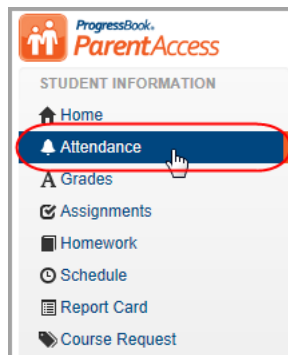 ProgressBook.
ParentAccess
STUDENT INFORMATION
Home
Attendance
Grades
Assignments
Homework
Schedule
Report Card
Course Request